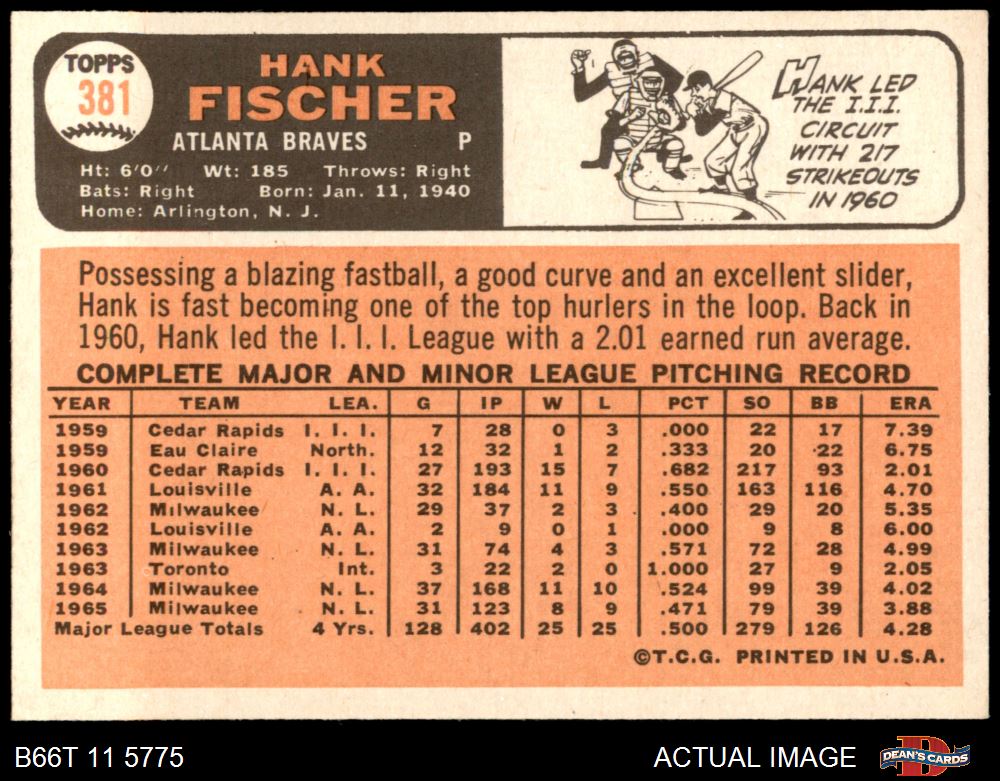 TOPPS
381
HANK
FISCHER
ATLANTA BRAVES P
Ht: 6'0" Wt: 185 Throws: Right
Bats: Right Born: Jan. 11, 1940
Home: Arlington, N. J.
HANK LED
THE I.I.I.
CIRCUIT
WITH 217
STRIKEOUTS
IN 1960
Possessing a blazing fastball, a good curve and an excellent slider,
Hank is fast becoming one of the top hurlers in the loop. Back in
1960, Hank led the I. I. I. League with a 2.01 earned run average.
COMPLETE MAJOR AND MINOR LEAGUE PITCHING RECORD
YEAR TEAM LEA. G IP W L PCT SO BB ERA
1959 Cedar Rapids I. I. I. 7 28 0 3 .000 22 17 7.39
1959 Eau Claire North. 12 32 1 2 .333 20 22 6.75
1960 Cedar Rapids I. I. I. 27 193 15 7 .682 217 93 2.01
1961 Louisville A. A. 32 184 11 9 .550 163 116 4.70
1962 Milwaukee N. L. 29 37 2 3 .400 29 20 5.35
1962 Louisville A. A. 2 9 0 1 .000 9 8 6.00
1963 Milwaukee N. L. 31 74 4 3 .571 72 28 4.99
1963 Toronto Int. 3 22 2 0 1.000 27 9 2.05
1964 Milwaukee N. L. 37 168 11 10 .524 99 39 4.02
1965 Milwaukee N. L. 31 123 8 9 .471 79 39 3.88
Major League Totals 4 Yrs. 128 402 25 25 .500 279 126 4.28
©T.C.G. PRINTED IN U.S.A.
B66T 11 5775 ACTUAL IMAGE DEAN'S CARDS